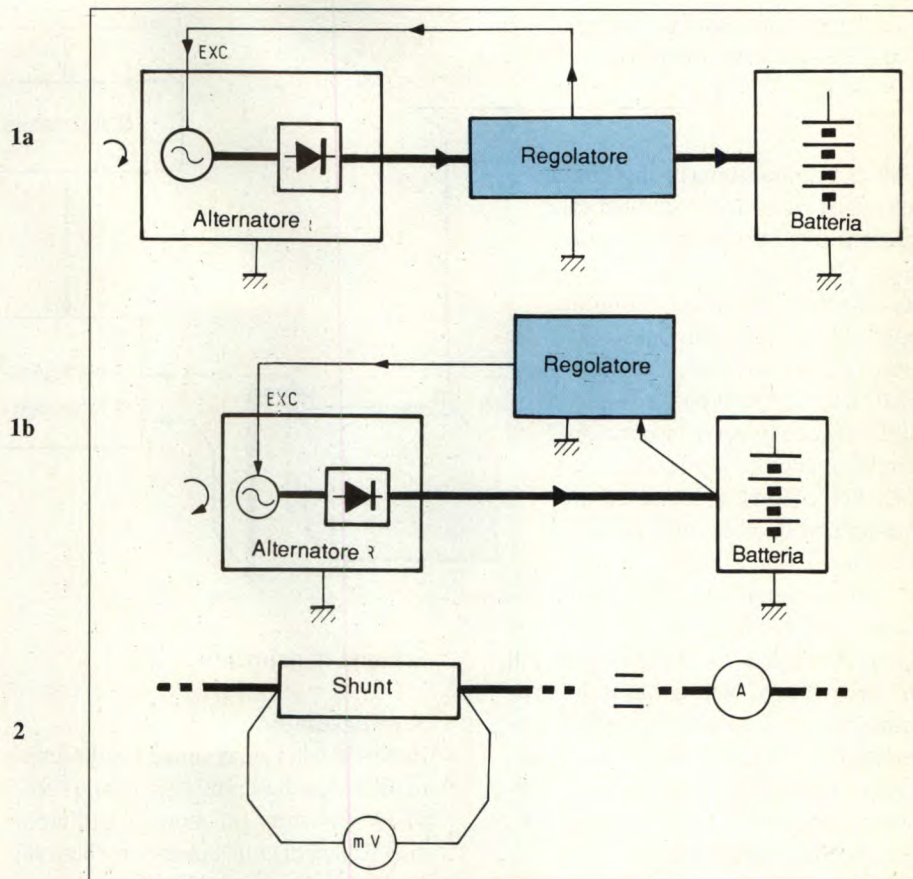 1a
EXC
Regolatore
Alternatore
Batteria
1b
Regolatore
EXC
Alternatore
Batteria
2
Shunt
A
mV